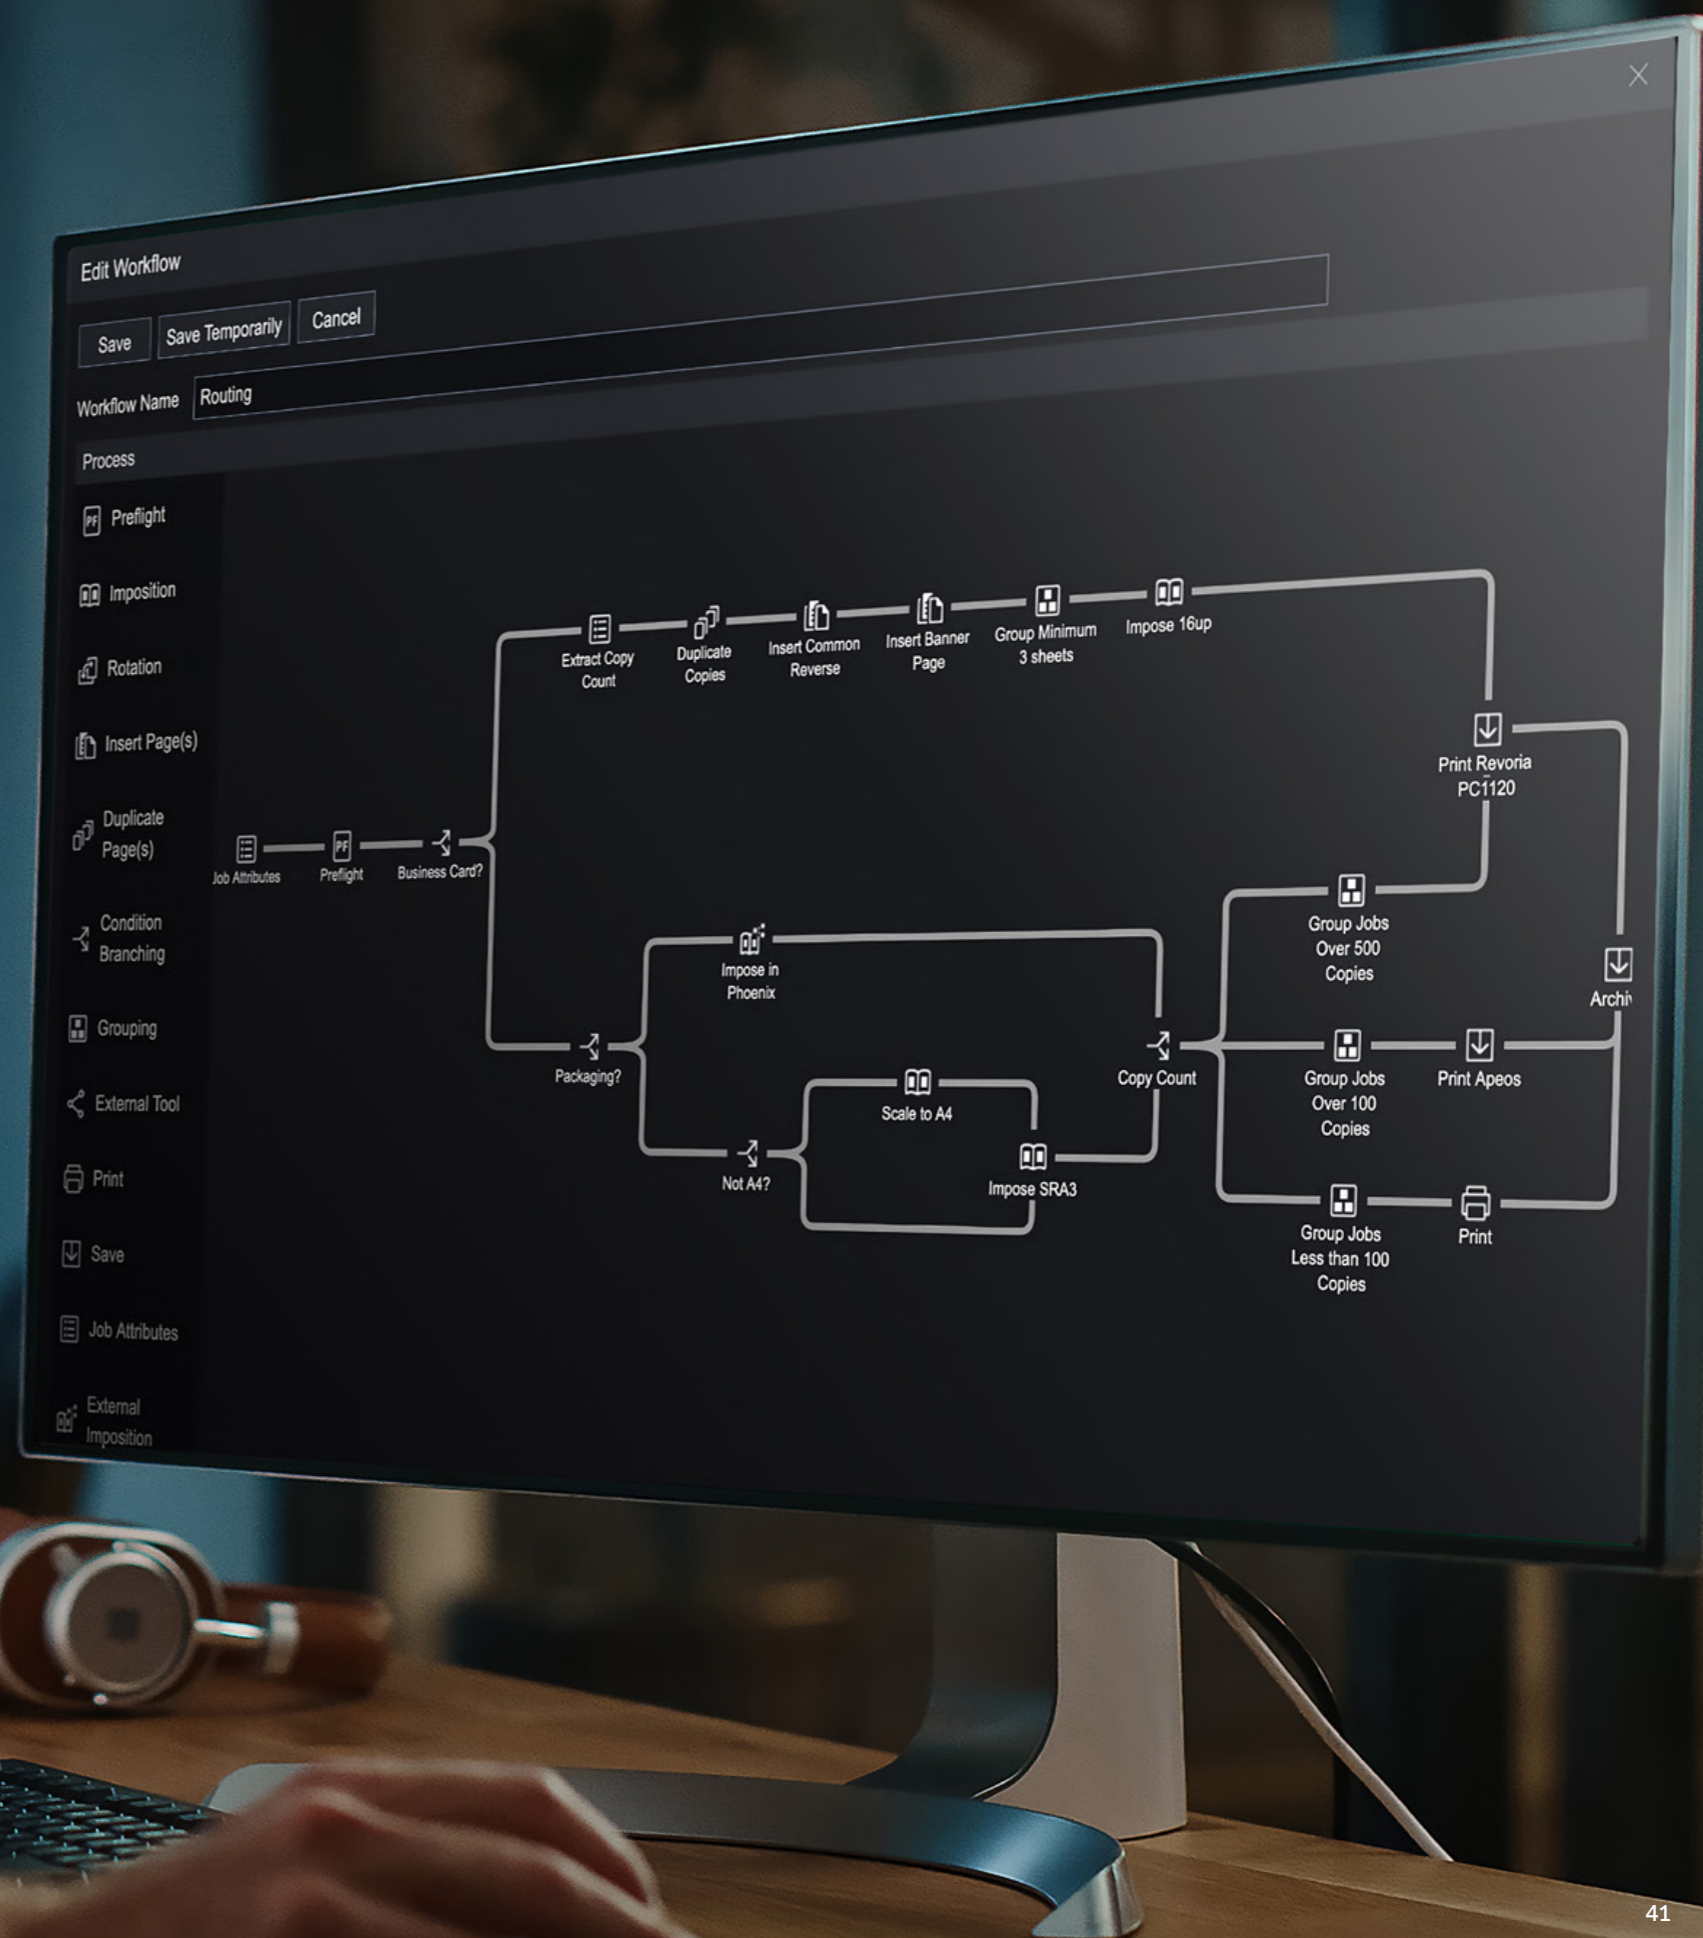 Edit Workflow
Save
Save Temporarily
Cancel
Workflow Name
Routing
Process
Preflight
Imposition
Rotation
Insert Page(s)
Duplicate
Page(s)
Condition
Branching
Grouping
External Tool
Print
Save
Job Attributes
External
Imposition
Job Attributes
Preflight
Business Card?
Extract Copy
Count
Duplicate
Copies
Insert Common
Reverse
Insert Banner
Page
Group Minimum
3 sheets
Impose 16up
Print Revoria
PC1120
Packaging?
Impose in
Phoenix
Not A4?
Scale to A4
Impose SRA3
Copy Count
Group Jobs
Over 500
Copies
Group Jobs
Over 100
Copies
Print Apeos
Group Jobs
Less than 100
Copies
Print
Archiv
PF
PF
41